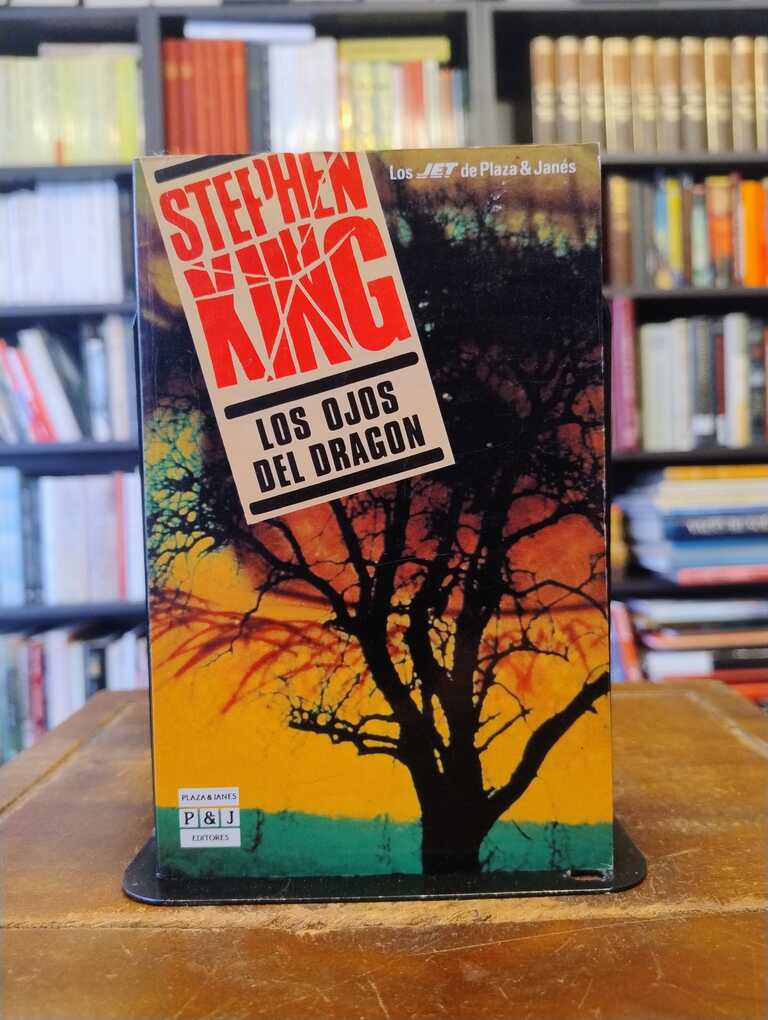 Los JET de Plaza & Janés
STEPHEN
KING
LOS OJOS
DEL DRAGON
PLAZA & JANES
P & J
EDITORES